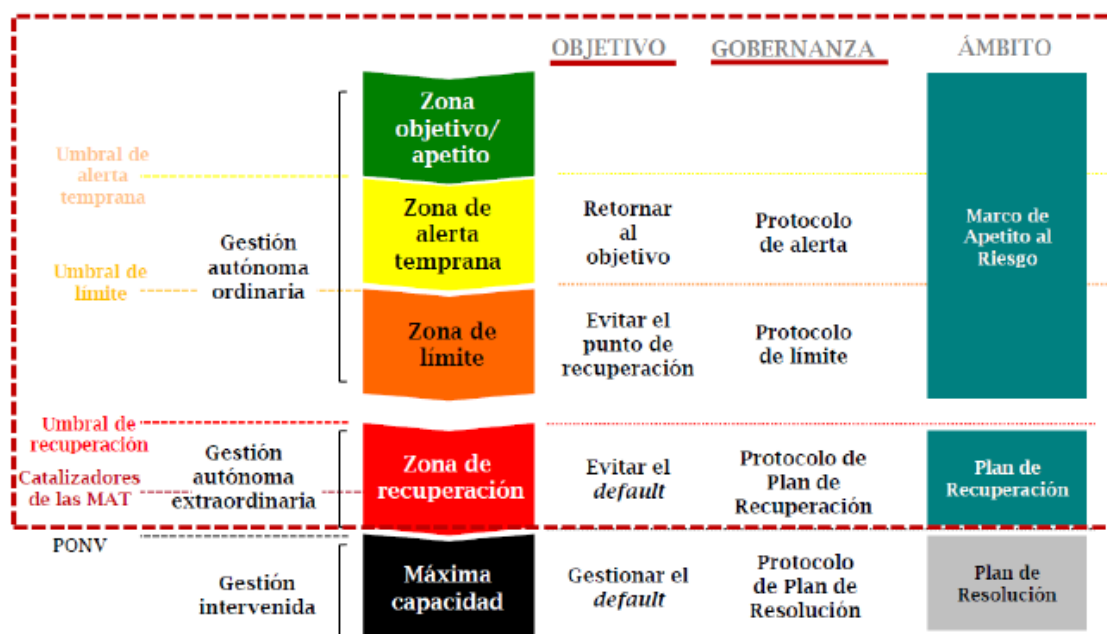 OBJETIVO
GOBERNANZA
ÁMBITO
Zona
objetivo/
apetito
Umbral de
alerta
temprana
Zona de
alerta
temprana
Retornar
al
objetivo
Protocolo
de alerta
Marco de
Apetito al
Riesgo
Gestión
autónoma
ordinaria
Umbral de
límite
Zona de
límite
Evitar el
punto de
recuperación
Protocolo
de límite
Umbral de
recuperación
Catalizadores
de las MAT
Gestión
autónoma
extraordinaria
Zona de
recuperación
Evitar el
default
Protocolo de
Plan de
Recuperación
Plan de
Recuperación
PONV
Gestión
intervenida
Máxima
capacidad
Gestionar el
default
Protocolo
de Plan de
Resolución
Plan de
Resolución